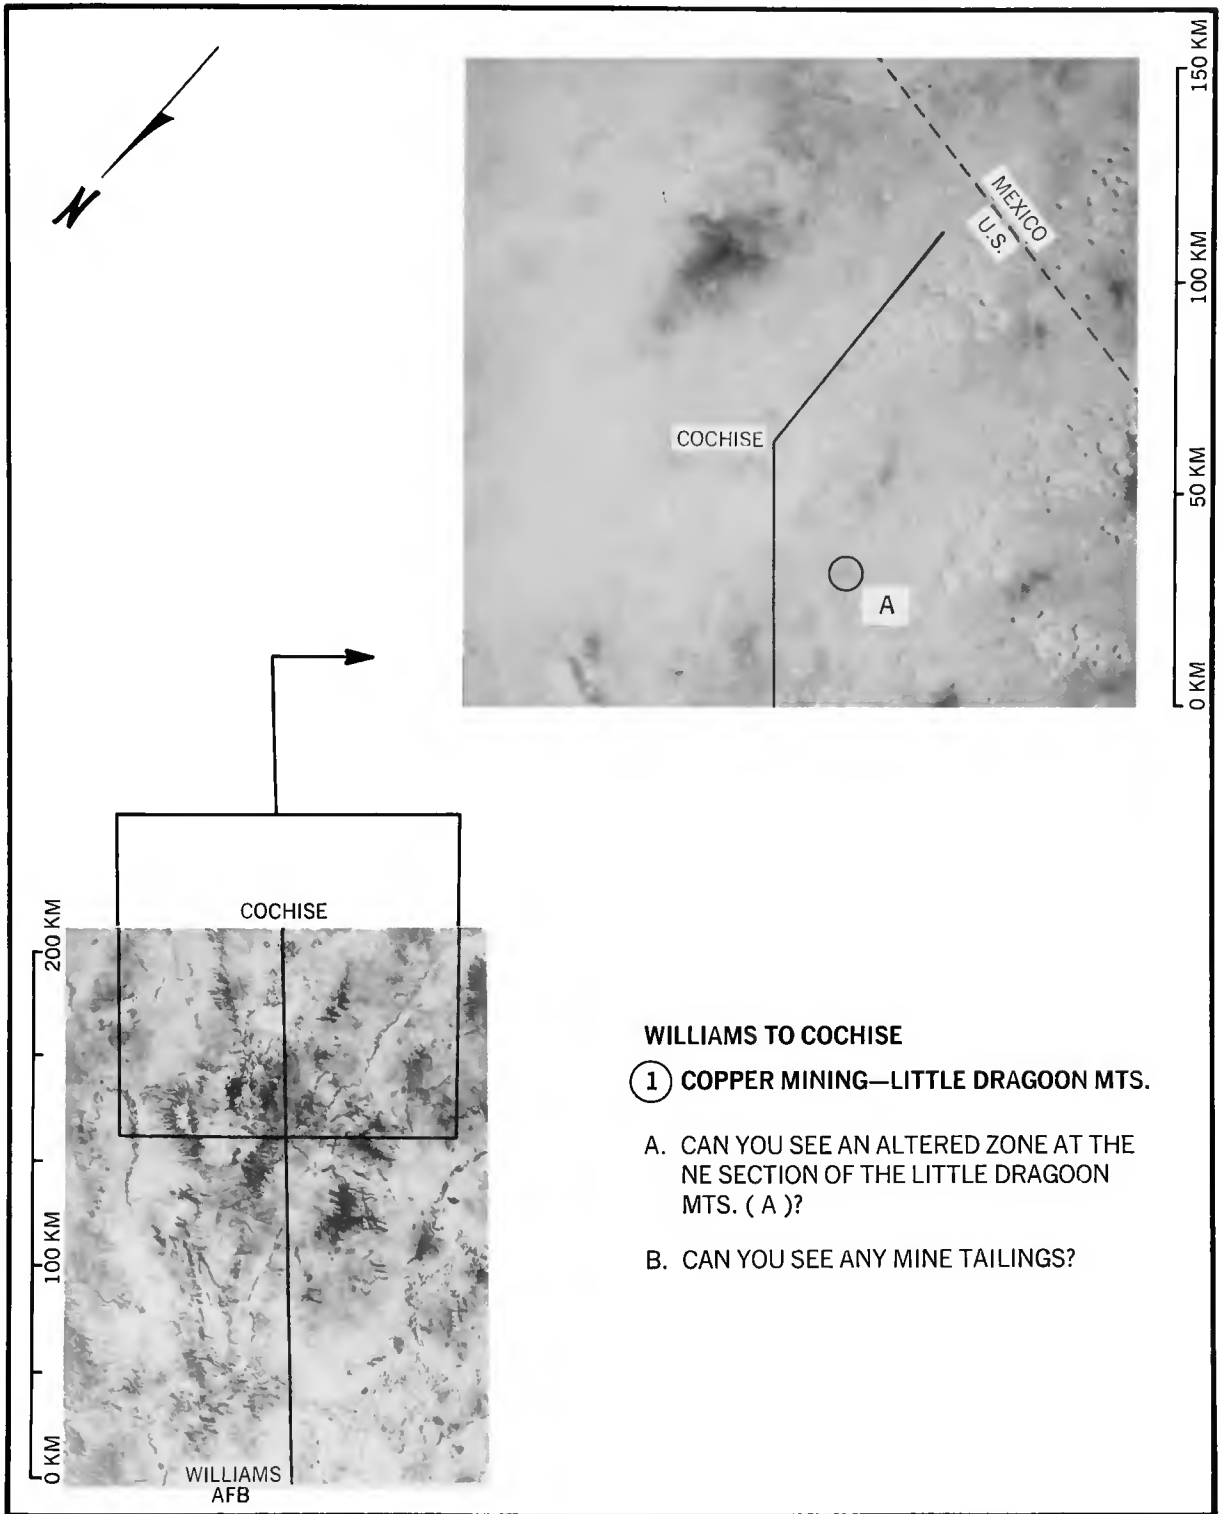 N
150 KM
100 KM
50 KM
0 KM
MEXICO
U.S.
COCHISE
A
COCHISE
200 KM
100 KM
0 KM
WILLIAMS
AFB
WILLIAMS TO COCHISE
1 COPPER MINING—LITTLE DRAGOON MTS.
A. CAN YOU SEE AN ALTERED ZONE AT THE
NE SECTION OF THE LITTLE DRAGOON
MTS. ( A )?
B. CAN YOU SEE ANY MINE TAILINGS?